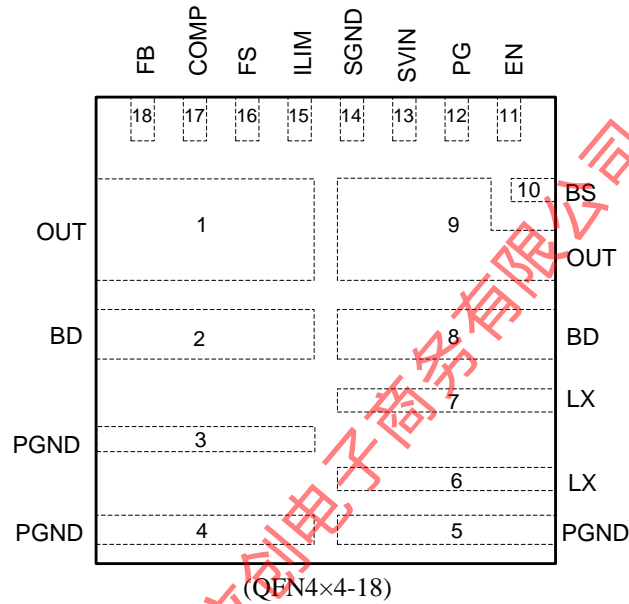 FB COMP FS ILIM SGND SVIN PG EN
18 17 16 15 14 13 12 11
10 BS
OUT 1 9
OUT
BD 2 8 BD
7 LX
PGND 3
6 LX
PGND 4 5 PGND
(QFN4×4-18)
创电子商务有限公司